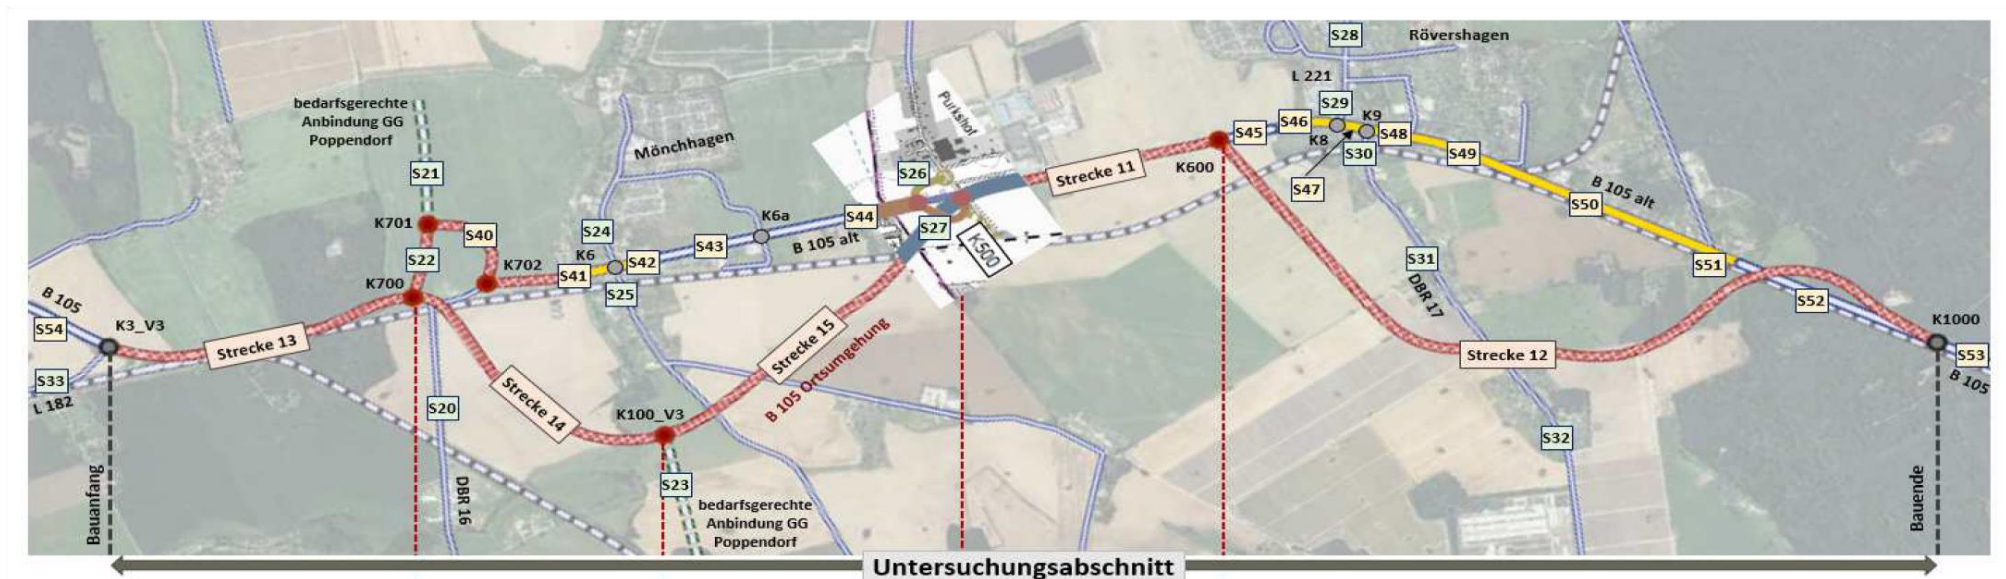 S28
Rövershagen
L 221
bedarfsgerechte
Anbindung GG
Poppendorf
Purkshof
S29
S46
K9
S45
K8
S48
Mönchhagen
S30
S49
K600
Strecke 11
S26
S21
S47
B 105 alt
S50
K6a
S44
K701
S40
S24
S27
K500
S43
B 105 alt
S22
K6
S42
K702
S41
S31
S51
K700
S25
DBR 17
B 105
S54
K3_V3
S52
K1000
Strecke 13
Strecke 15
Strecke 12
S53
B 105
S33
L 182
B 105 Ortsumgehung
Strecke 14
S20
K100_V3
S32
DBR 16
S23
bedarfsgerechte
Anbindung GG
Poppendorf
Bauanfang
Bauende
Untersuchungsabschnitt